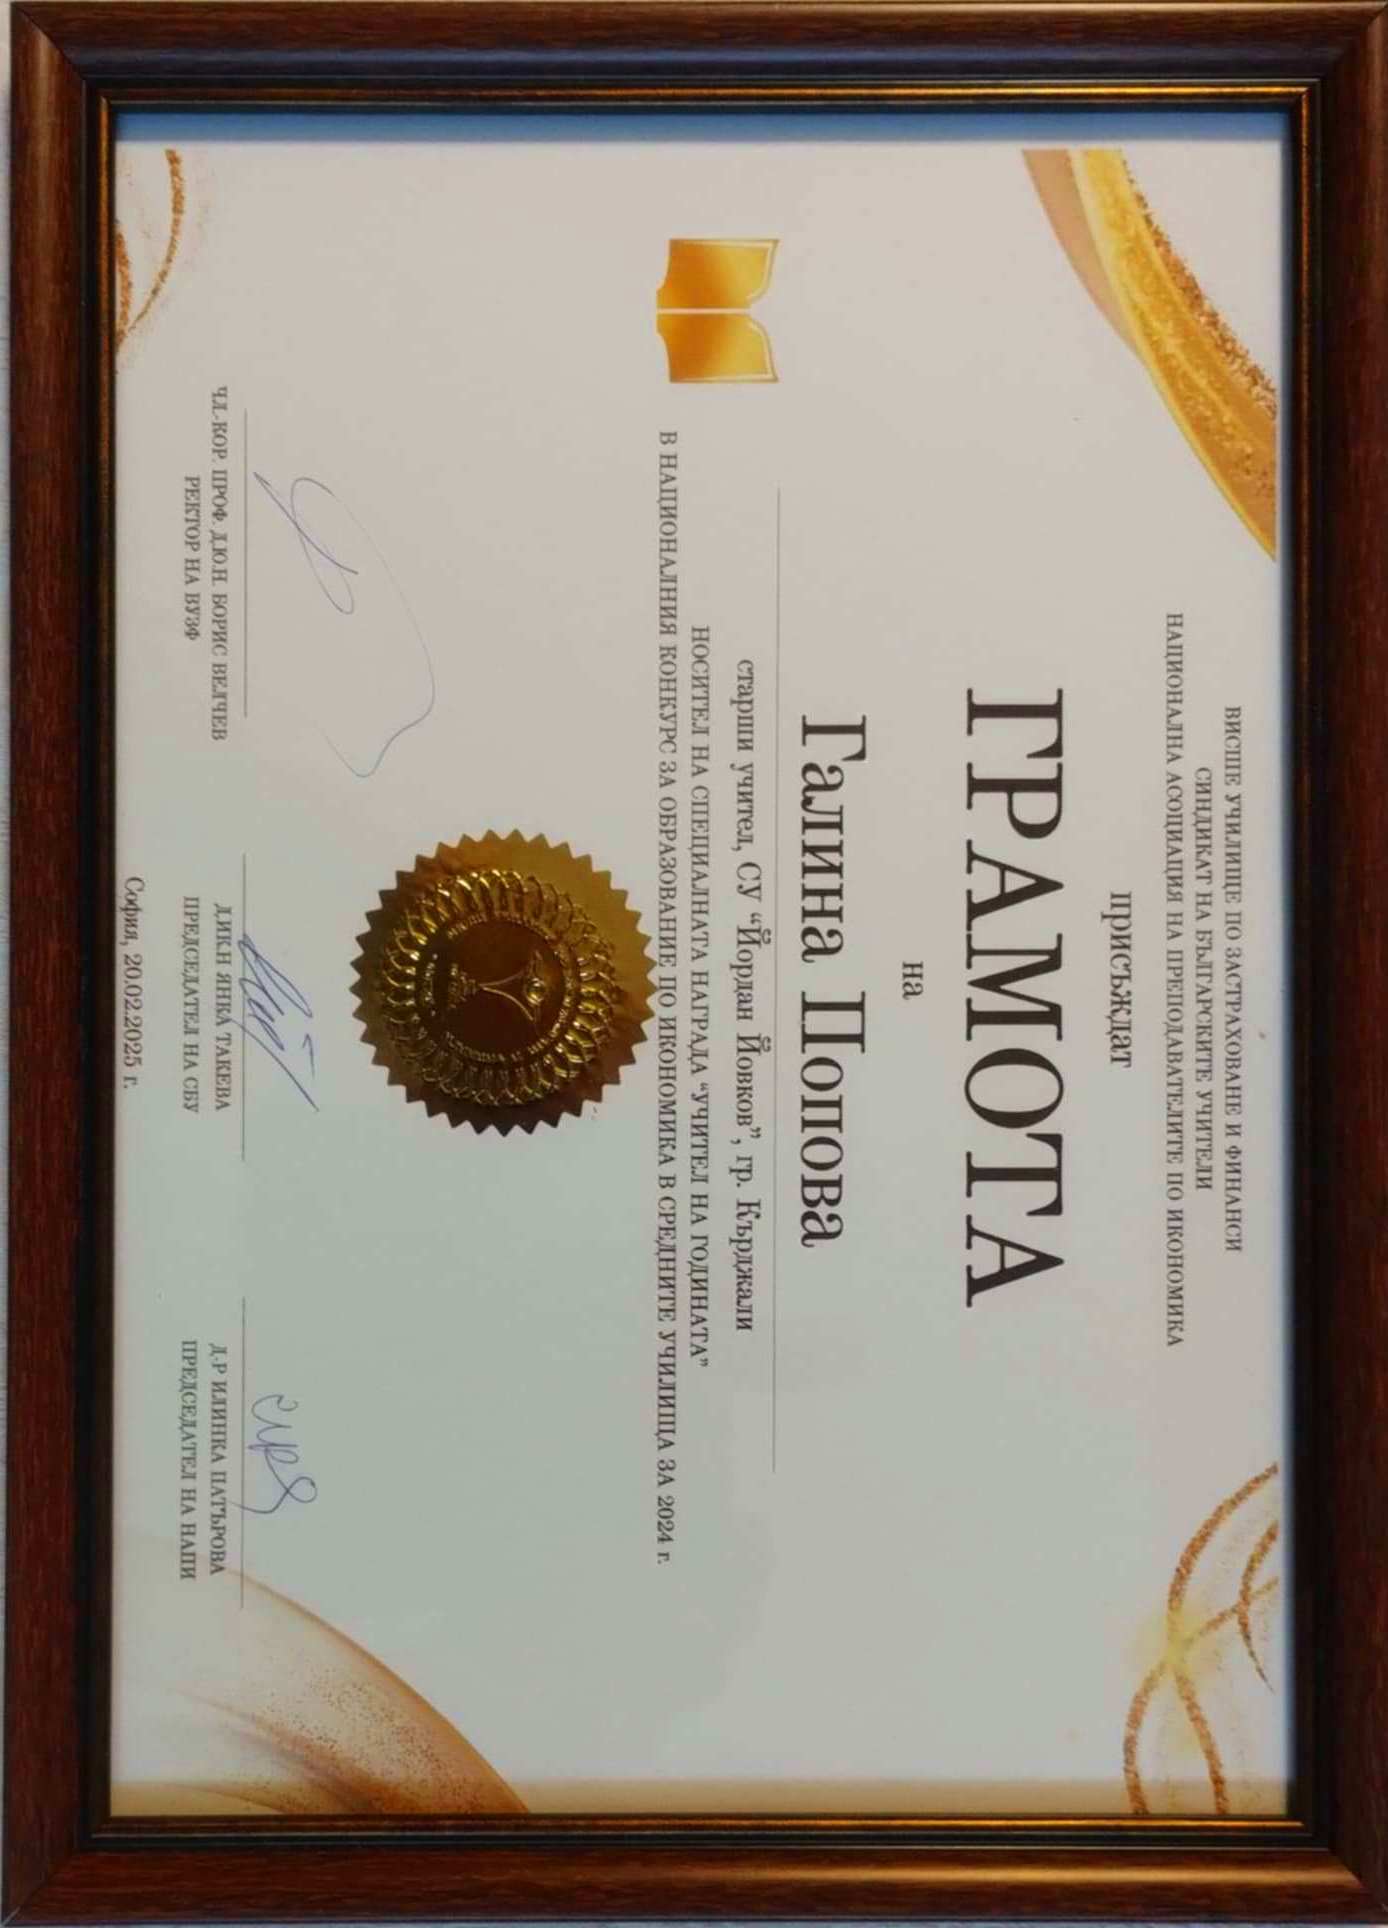 ВИСШЕ УЧИЛИЩЕ ПО ЗАСТРАХОВАНЕ И ФИНАНСИ
СИНДИКАТ НА БЪЛГАРСКИТЕ УЧИТЕЛИ
НАЦИОНАЛНА АСОЦИАЦИЯ НА ПРЕПОДАВАТЕЛИТЕ ПО ИКОНОМИКА
присъждат
ГРАМОТА
на
Галина Попова
старши учител, СУ “Йордан Йовков”, гр. Кърджали
НОСИТЕЛ НА СПЕЦИАЛНАТА НАГРАДА “УЧИТЕЛ НА ГОДИНАТА”
В НАЦИОНАЛНИЯ КОНКУРС ЗА ОБРАЗОВАНИЕ ПО ИКОНОМИКА В СРЕДНИТЕ УЧИЛИЩА ЗА 2024 г.
ЧЛ.-КОР. ПРОФ. Д.Ю.Н. БОРИС ВЕЛЧЕВ
РЕКТОР НА ВУЗФ
Д.ИК.Н ЯНКА ТАКЕВА
ПРЕДСЕДАТЕЛ НА СБУ
Д-Р ИЛИНКА ПАТЪРОВА
ПРЕДСЕДАТЕЛ НА НАПИ
София, 20.02.2025 г.